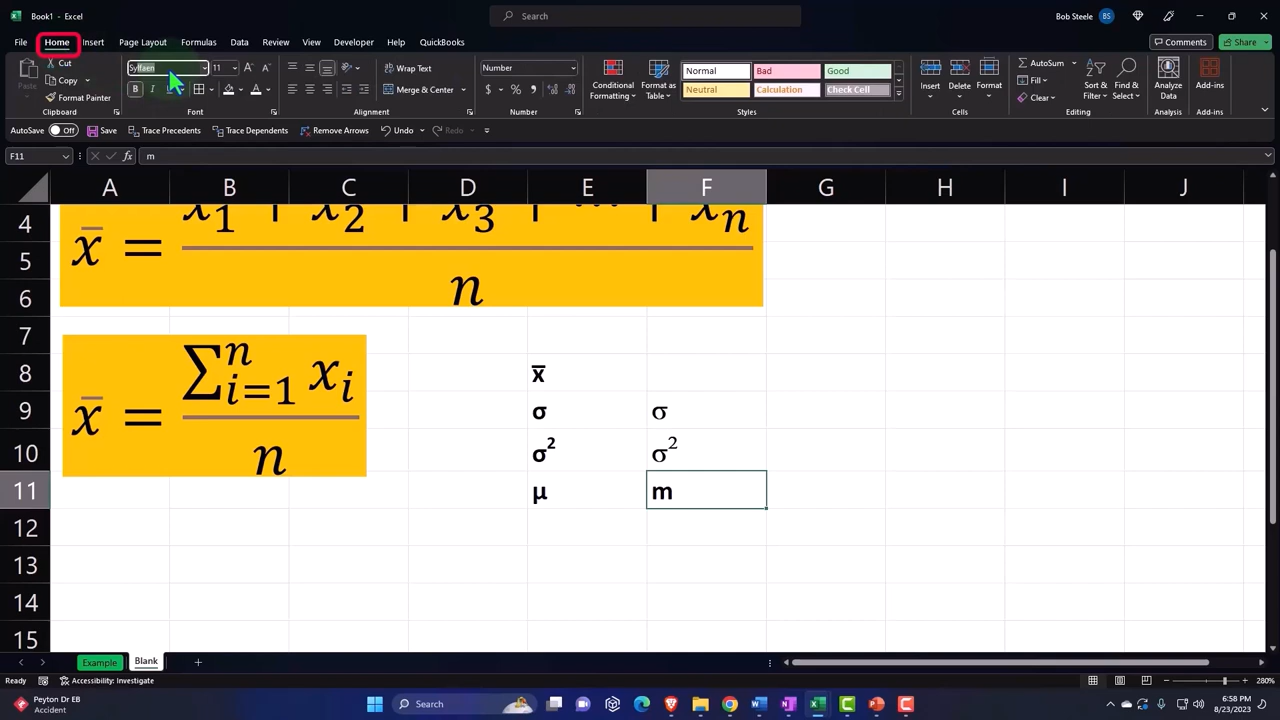 Book1 - Excel
Search
Bob Steele BS
File Home Insert Page Layout Formulas Data Review View Developer Help QuickBooks
Comments Share
Paste
Cut
Copy
Format Painter
Clipboard
Sylfaen 11
B I U
Font
Wrap Text
Merge & Center
Alignment
Number
$ % ,
Number
Conditional Formatting
Format as Table
Normal Bad Good
Neutral Calculation Check Cell
Styles
Insert Delete Format
Cells
AutoSum
Fill
Clear
Sort & Filter
Find & Select
Editing
Analyze Data
Analysis
Add-ins
Add-ins
AutoSave Off Save Trace Precedents Trace Dependents Remove Arrows Undo
F11 fx m
A B C D E F G H I J
4
5
6
7
8
9
10
11
12
13
14
15
x₁ + x₂ + x₃ + ... + xₙ
x̄ =
n
∑ⁿᵢ₌₁ xᵢ
x̄ =
n
x̄
σ σ
σ² σ²
μ m
Example Blank
Ready Accessibility: Investigate 280%
Peyton Dr EB
Accident
Search
6:58 PM
8/23/2023